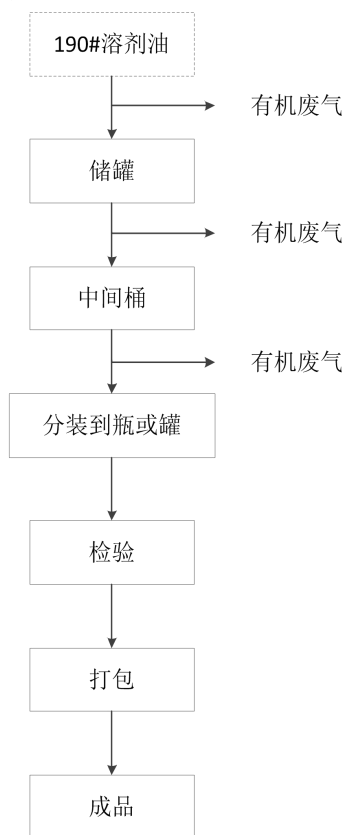 190#溶剂油
有机废气
储罐
有机废气
中间桶
有机废气
分装到瓶或罐
检验
打包
成品